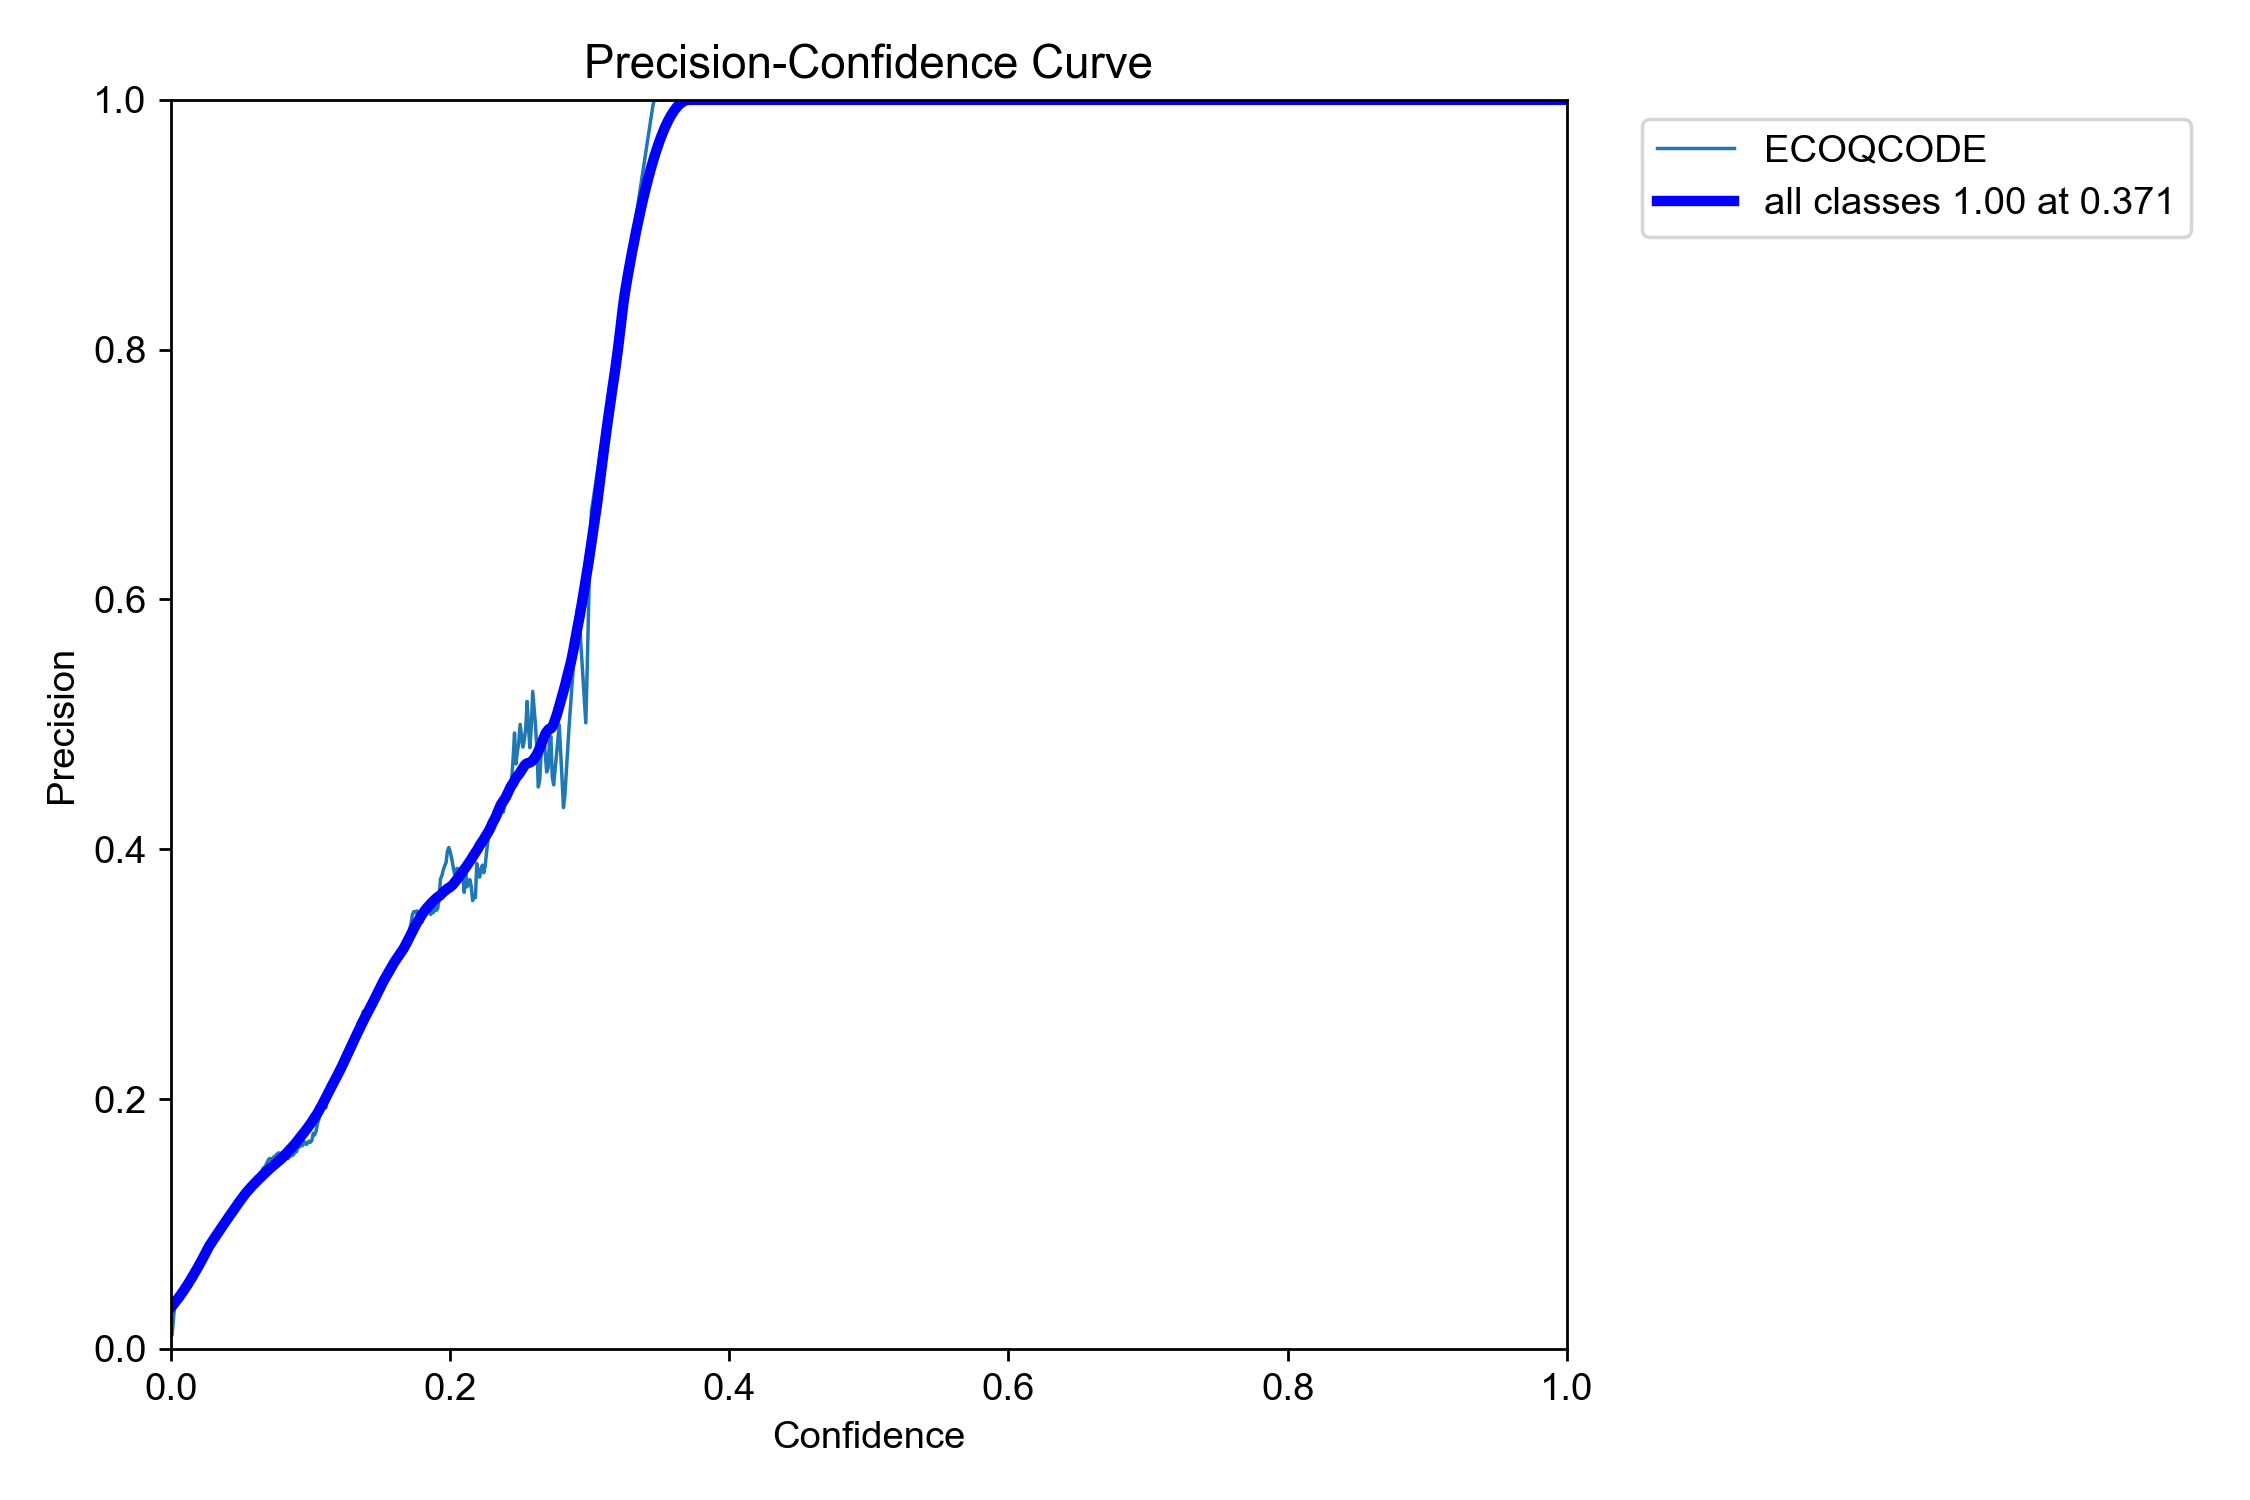 Precision-Confidence Curve
1.0
0.8
0.6
0.4
0.2
0.0
Precision
0.0 0.2 0.4 0.6 0.8 1.0
Confidence
ECOQCODE
all classes 1.00 at 0.371